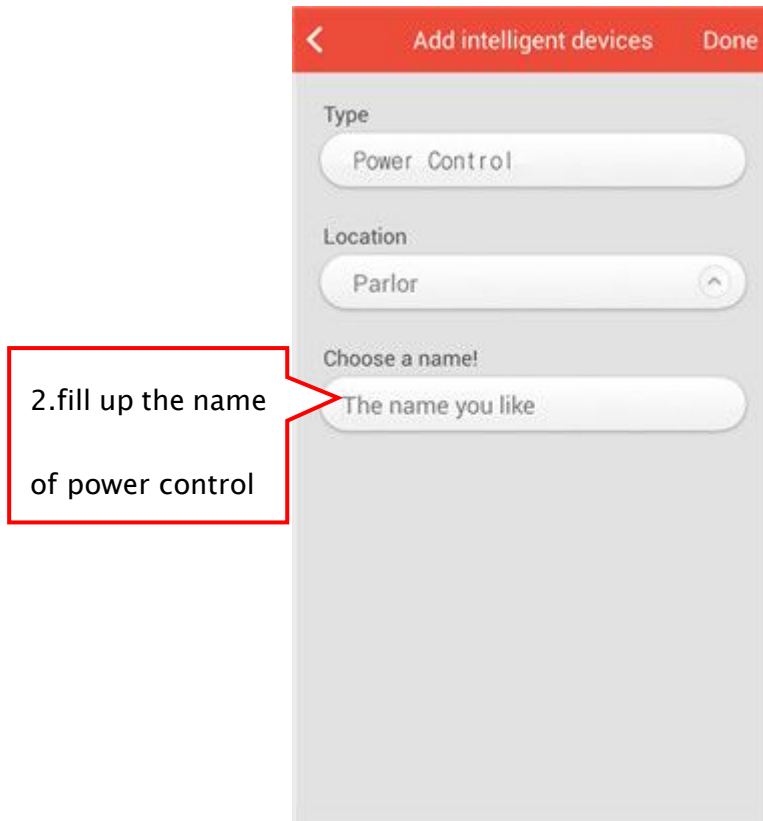 Add intelligent devices Done
Type
Power Control
Location
Parlor
Choose a name!
The name you like
2.fill up the name
of power control